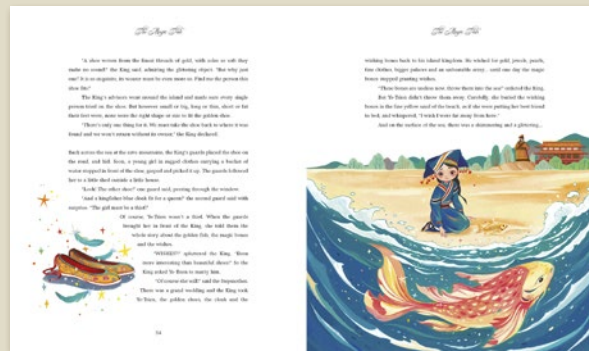 The Magic Fish
"A shoe woven from the finest threads of gold, with soles so soft they
make no sound!" the King said, admiring the glittering object. "But why just
one? It is so exquisite, its wearer must be even more so. Find me the person this
shoe fits!"
The King's advisors went around the island and made sure every single
person tried on the shoe. But however small or big, long or thin, short or fat
their feet were, none were the right shape or size to fit the golden shoe.
"There's only one thing for it. We must take the shoe back to where it was
found and we won't return without its owner," the King declared.
Back across the sea at the cave mountains, the King's guards placed the shoe on
the road, and hid. Soon, a young girl in ragged clothes carrying a bucket of
water stopped in front of the shoe, gasped and picked it up. The guards followed
her to a little shed outside a little house.
"Look! The other shoe!" one guard said, peering through the window.
"And a kingfisher blue cloak fit for a queen!" the second guard said with
surprise. "The girl must be a thief!"
Of course, Ye-Xian wasn't a thief. When the guards
brought her in front of the King, she told them the
whole story about the golden fish, the magic bones
and the wishes.
"WISHES?" spluttered the King. "Even
more interesting than beautiful shoes!" So the
King asked Ye-Xian to marry him.
"Of course she will!" said the Stepmother.
There was a grand wedding and the King took
Ye-Xian, the golden shoes, the cloak and the
54
The Magic Fish
wishing bones back to his island kingdom. He wished for gold, jewels, pearls,
fine clothes, bigger palaces and an unbeatable army... until one day the magic
bones stopped granting wishes.
"These bones are useless now, throw them into the sea!" ordered the King.
But Ye-Xian didn't throw them away. Carefully, she buried the wishing
bones in the fine yellow sand of the beach, as if she were putting her best friend
to bed, and whispered, "I wish I were far away from here."
And on the surface of the sea, there was a shimmering and a glittering...